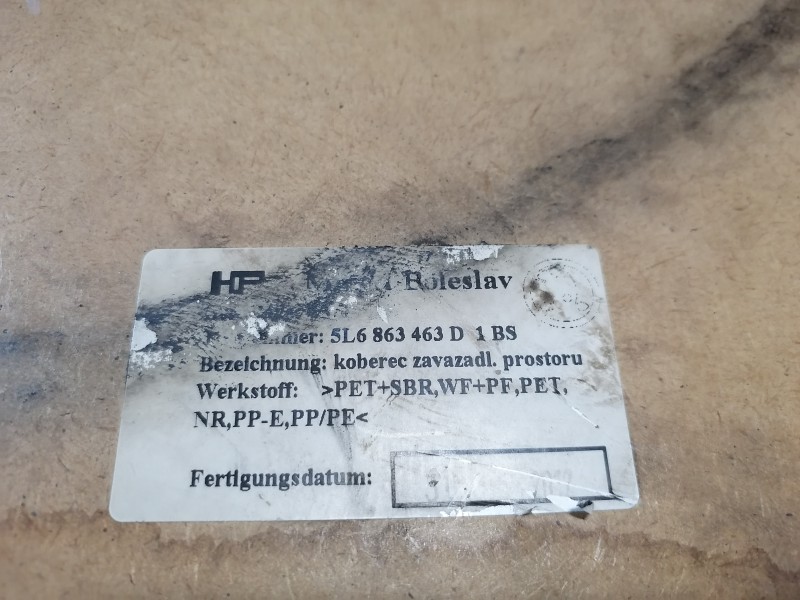 HP Boleslav
5L6 863 463 D 1 BS
Bezeichnung: koberec zavazadl. prostoru
Werkstoff: >PET+SBR,WF+PF,PET,
NR,PP-E,PP/PE<
Fertigungsdatum: